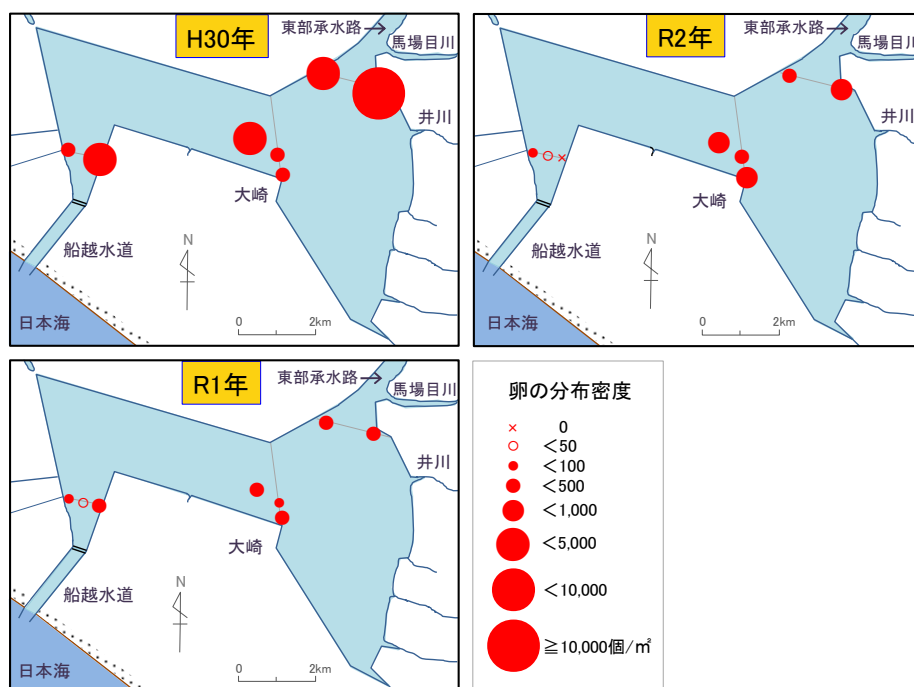 H30年
東部承水路
馬場目川
井川
大崎
船越水道
日本海
N
0 2km
R2年
東部承水路
馬場目川
井川
大崎
船越水道
日本海
N
0 2km
R1年
東部承水路
馬場目川
井川
大崎
船越水道
日本海
N
0 2km
卵の分布密度
× 0
<50
<100
<500
<1,000
<5,000
<10,000
≧10,000個/㎡